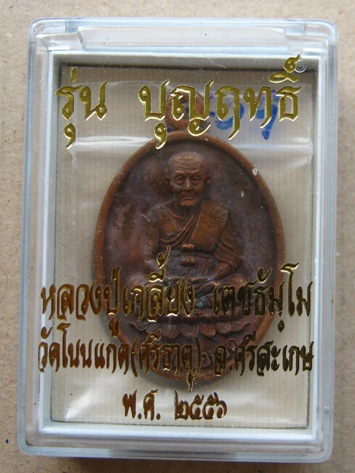 รุ่น บุญฤทธิ์
หลวงปู่เกลี้ยง เตชธัมฺโม
วัดโนนแกด(ศรีธาตุ) จ.ศรีสะเกษ
พ.ศ. ๒๕๕๖